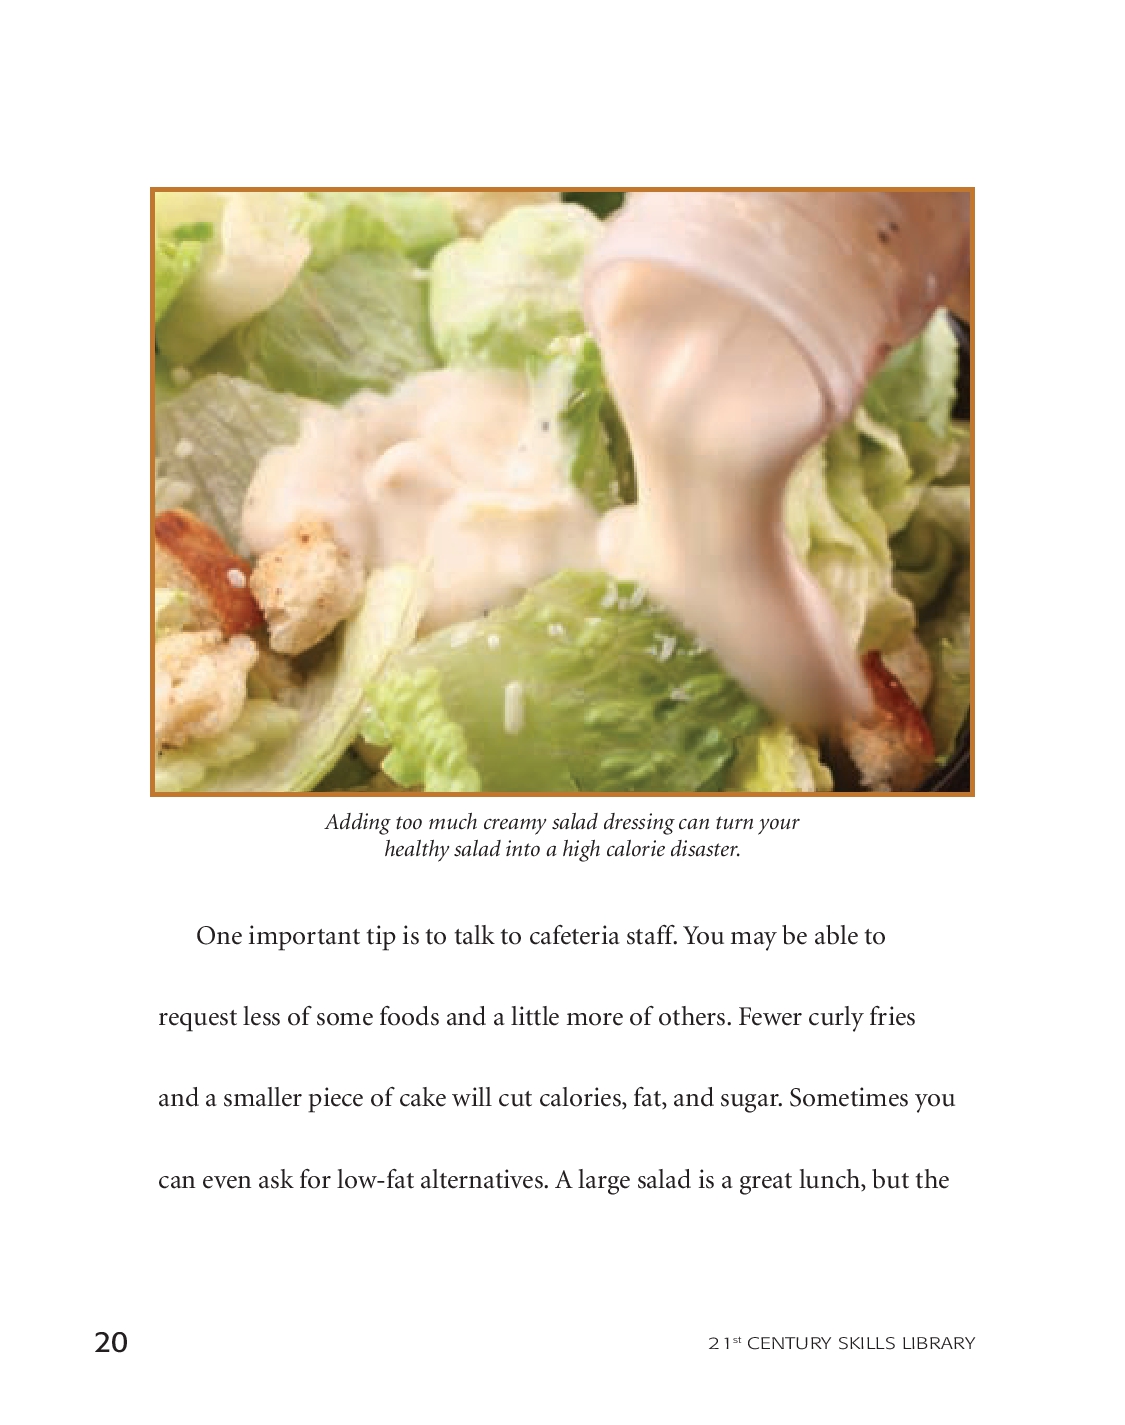 Adding too much creamy salad dressing can turn your
healthy salad into a high calorie disaster.
One important tip is to talk to cafeteria staff. You may be able to
request less of some foods and a little more of others. Fewer curly fries
and a smaller piece of cake will cut calories, fat, and sugar. Sometimes you
can even ask for low-fat alternatives. A large salad is a great lunch, but the
20
21st CENTURY SKILLS LIBRARY